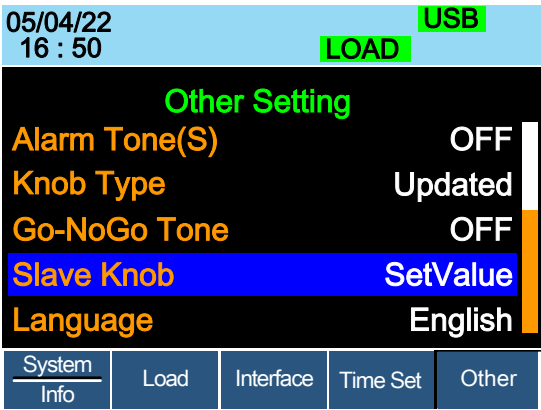 05/04/22 USB
16 : 50 LOAD
Other Setting
Alarm Tone(S) OFF
Knob Type Updated
Go-NoGo Tone OFF
Slave Knob SetValue
Language English
System Load Interface Time Set Other
Info